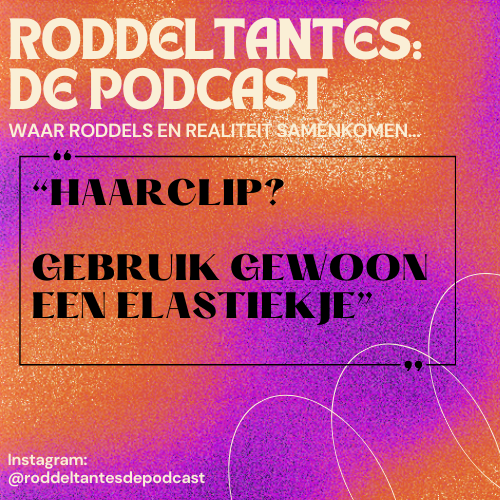 RODDELTANTES:
DE PODCAST
WAAR RODDELS EN REALITEIT SAMENKOMEN...
“HAARCLIP?
GEBRUIK GEWOON
EEN ELASTIEKJE”
Instagram:
@roddeltantesdepodcast